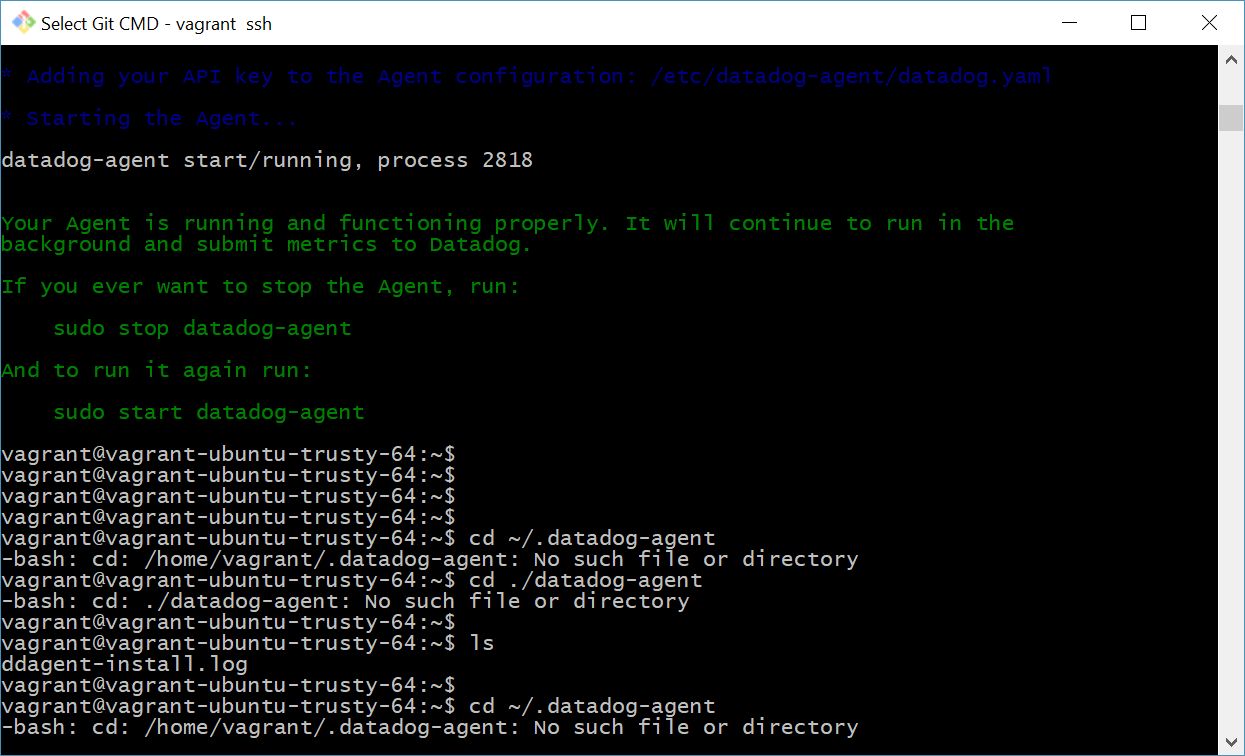 Select Git CMD - vagrant  ssh
* Adding your API key to the Agent configuration: /etc/datadog-agent/datadog.yaml
* Starting the Agent...
datadog-agent start/running, process 2818
Your Agent is running and functioning properly. It will continue to run in the
background and submit metrics to Datadog.
If you ever want to stop the Agent, run:
    sudo stop datadog-agent
And to run it again run:
    sudo start datadog-agent
vagrant@vagrant-ubuntu-trusty-64:~$
vagrant@vagrant-ubuntu-trusty-64:~$
vagrant@vagrant-ubuntu-trusty-64:~$
vagrant@vagrant-ubuntu-trusty-64:~$
vagrant@vagrant-ubuntu-trusty-64:~$ cd ~/.datadog-agent
-bash: cd: /home/vagrant/.datadog-agent: No such file or directory
vagrant@vagrant-ubuntu-trusty-64:~$ cd ./datadog-agent
-bash: cd: ./datadog-agent: No such file or directory
vagrant@vagrant-ubuntu-trusty-64:~$
vagrant@vagrant-ubuntu-trusty-64:~$ ls
ddagent-install.log
vagrant@vagrant-ubuntu-trusty-64:~$
vagrant@vagrant-ubuntu-trusty-64:~$ cd ~/.datadog-agent
-bash: cd: /home/vagrant/.datadog-agent: No such file or directory